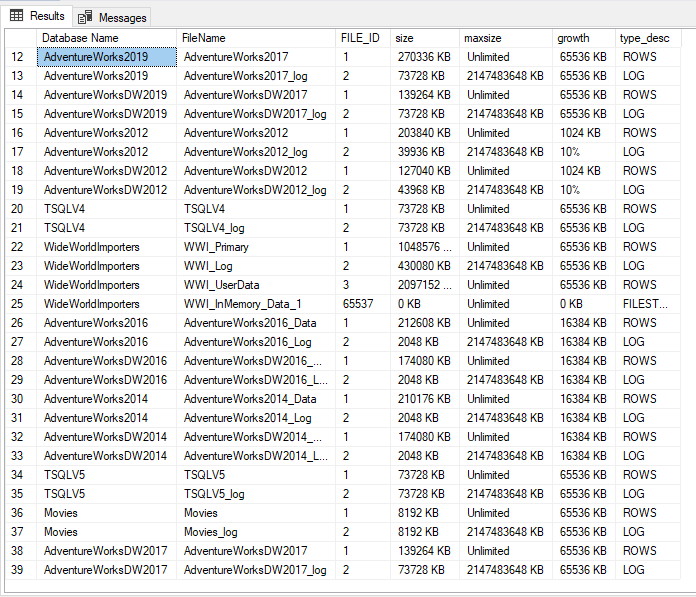 Results Messages
Database Name FileName FILE_ID size maxsize growth type_desc
12 AdventureWorks2019 AdventureWorks2017 1 270336 KB Unlimited 65536 KB ROWS
13 AdventureWorks2019 AdventureWorks2017_log 2 73728 KB 2147483648 KB 65536 KB LOG
14 AdventureWorksDW2019 AdventureWorksDW2017 1 139264 KB Unlimited 65536 KB ROWS
15 AdventureWorksDW2019 AdventureWorksDW2017_log 2 73728 KB 2147483648 KB 65536 KB LOG
16 AdventureWorks2012 AdventureWorks2012 1 203840 KB Unlimited 1024 KB ROWS
17 AdventureWorks2012 AdventureWorks2012_log 2 39936 KB 2147483648 KB 10% LOG
18 AdventureWorksDW2012 AdventureWorksDW2012 1 127040 KB Unlimited 1024 KB ROWS
19 AdventureWorksDW2012 AdventureWorksDW2012_log 2 43968 KB 2147483648 KB 10% LOG
20 TSQLV4 TSQLV4 1 73728 KB Unlimited 65536 KB ROWS
21 TSQLV4 TSQLV4_log 2 73728 KB 2147483648 KB 65536 KB LOG
22 WideWorldImporters WWI_Primary 1 1048576 ... Unlimited 65536 KB ROWS
23 WideWorldImporters WWI_Log 2 430080 KB 2147483648 KB 65536 KB LOG
24 WideWorldImporters WWI_UserData 3 2097152 ... Unlimited 65536 KB ROWS
25 WideWorldImporters WWI_InMemory_Data_1 65537 0 KB Unlimited 0 KB FILEST...
26 AdventureWorks2016 AdventureWorks2016_Data 1 212608 KB Unlimited 16384 KB ROWS
27 AdventureWorks2016 AdventureWorks2016_Log 2 2048 KB 2147483648 KB 16384 KB LOG
28 AdventureWorksDW2016 AdventureWorksDW2016_... 1 174080 KB Unlimited 16384 KB ROWS
29 AdventureWorksDW2016 AdventureWorksDW2016_L... 2 2048 KB 2147483648 KB 16384 KB LOG
30 AdventureWorks2014 AdventureWorks2014_Data 1 210176 KB Unlimited 16384 KB ROWS
31 AdventureWorks2014 AdventureWorks2014_Log 2 2048 KB 2147483648 KB 16384 KB LOG
32 AdventureWorksDW2014 AdventureWorksDW2014_... 1 174080 KB Unlimited 16384 KB ROWS
33 AdventureWorksDW2014 AdventureWorksDW2014_L... 2 2048 KB 2147483648 KB 16384 KB LOG
34 TSQLV5 TSQLV5 1 73728 KB Unlimited 65536 KB ROWS
35 TSQLV5 TSQLV5_log 2 73728 KB 2147483648 KB 65536 KB LOG
36 Movies Movies 1 8192 KB Unlimited 65536 KB ROWS
37 Movies Movies_log 2 8192 KB 2147483648 KB 65536 KB LOG
38 AdventureWorksDW2017 AdventureWorksDW2017 1 139264 KB Unlimited 65536 KB ROWS
39 AdventureWorksDW2017 AdventureWorksDW2017_log 2 73728 KB 2147483648 KB 65536 KB LOG